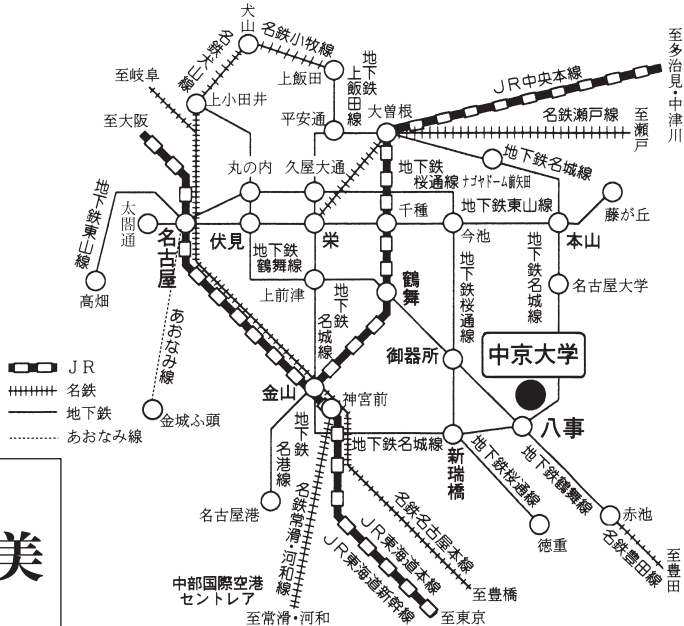 犬山
名鉄小牧線
名鉄犬山線
地下鉄上飯田線
上飯田
至岐阜
上小田井
至大阪
平安通
大曽根
JR中央本線
至多治見・中津川
名鉄瀬戸線
至瀬戸
丸の内
久屋大通
地下鉄桜通線
ナゴヤドーム前矢田
地下鉄名城線
地下鉄東山線
藤が丘
地下鉄東山線
太閤通
名古屋
伏見
栄
千種
今池
本山
地下鉄鶴舞線
高畑
上前津
地下鉄名城線
鶴舞
地下鉄桜通線
地下鉄名城線
名古屋大学
あおなみ線
御器所
中京大学
JR
名鉄
地下鉄
あおなみ線
金山
神宮前
金城ふ頭
八事
地下鉄名港線
地下鉄名城線
新瑞橋
地下鉄桜通線
地下鉄鶴舞線
名古屋港
名鉄常滑・河和線
名鉄名古屋本線
徳重
赤池
名鉄豊田線
至豊田
JR東海道本線
JR東海道新幹線
中部国際空港
セントレア
至常滑・河和
至豊橋
至東京
美